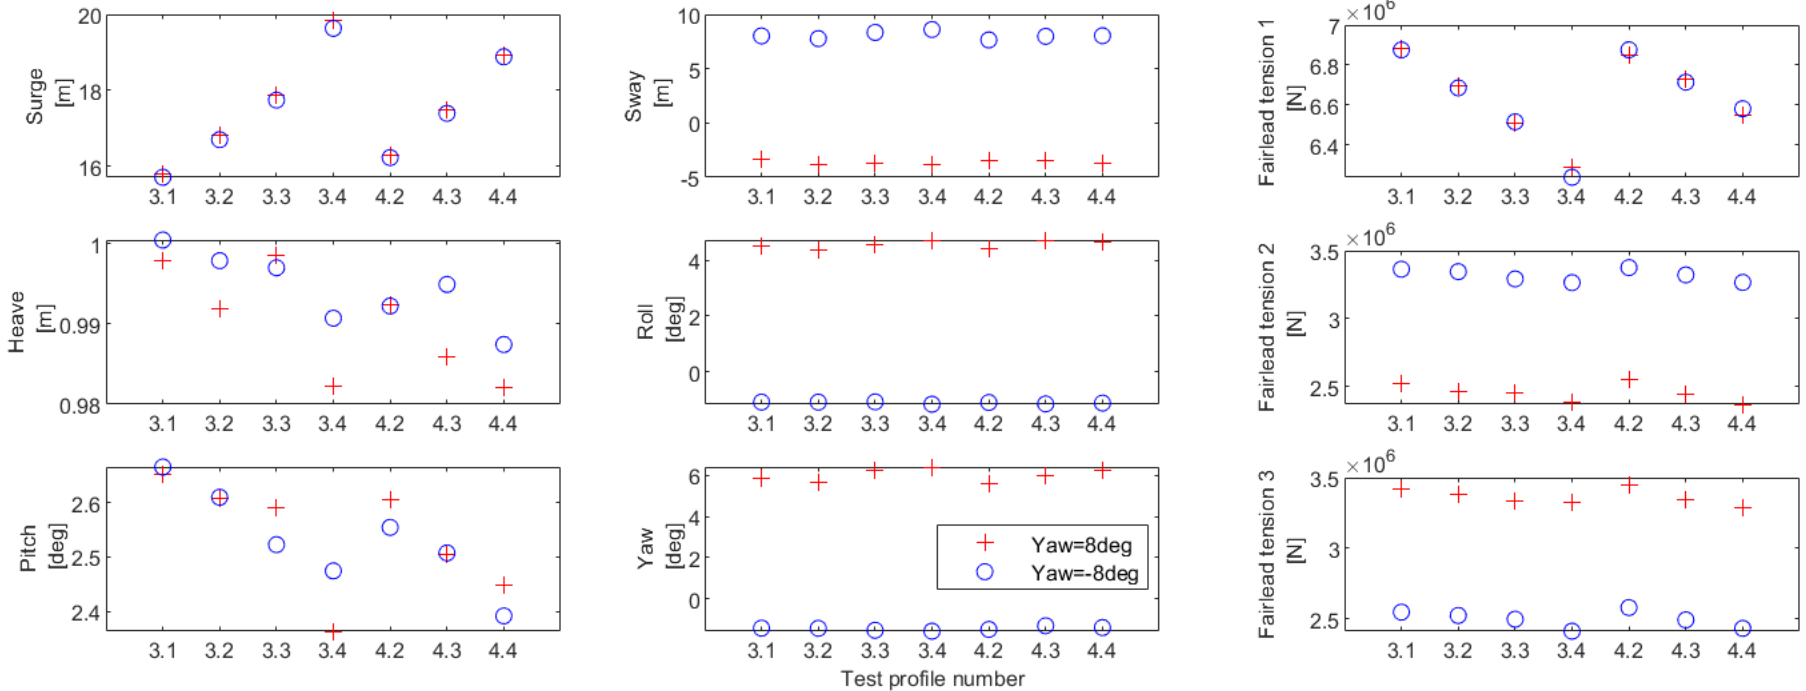 20
18
16
Surge
[m]
3.1 3.2 3.3 3.4 4.2 4.3 4.4
10
5
0
-5
Sway
[m]
3.1 3.2 3.3 3.4 4.2 4.3 4.4
×10⁶
7
6.8
6.6
6.4
Fairlead tension 1
[N]
3.1 3.2 3.3 3.4 4.2 4.3 4.4
1
0.99
0.98
Heave
[m]
3.1 3.2 3.3 3.4 4.2 4.3 4.4
4
2
0
Roll
[deg]
3.1 3.2 3.3 3.4 4.2 4.3 4.4
×10⁶
3.5
3
2.5
Fairlead tension 2
[N]
3.1 3.2 3.3 3.4 4.2 4.3 4.4
2.6
2.5
2.4
Pitch
[deg]
3.1 3.2 3.3 3.4 4.2 4.3 4.4
6
4
2
0
Yaw
[deg]
Yaw=8deg
Yaw=-8deg
3.1 3.2 3.3 3.4 4.2 4.3 4.4
Test profile number
×10⁶
3.5
3
2.5
Fairlead tension 3
[N]
3.1 3.2 3.3 3.4 4.2 4.3 4.4